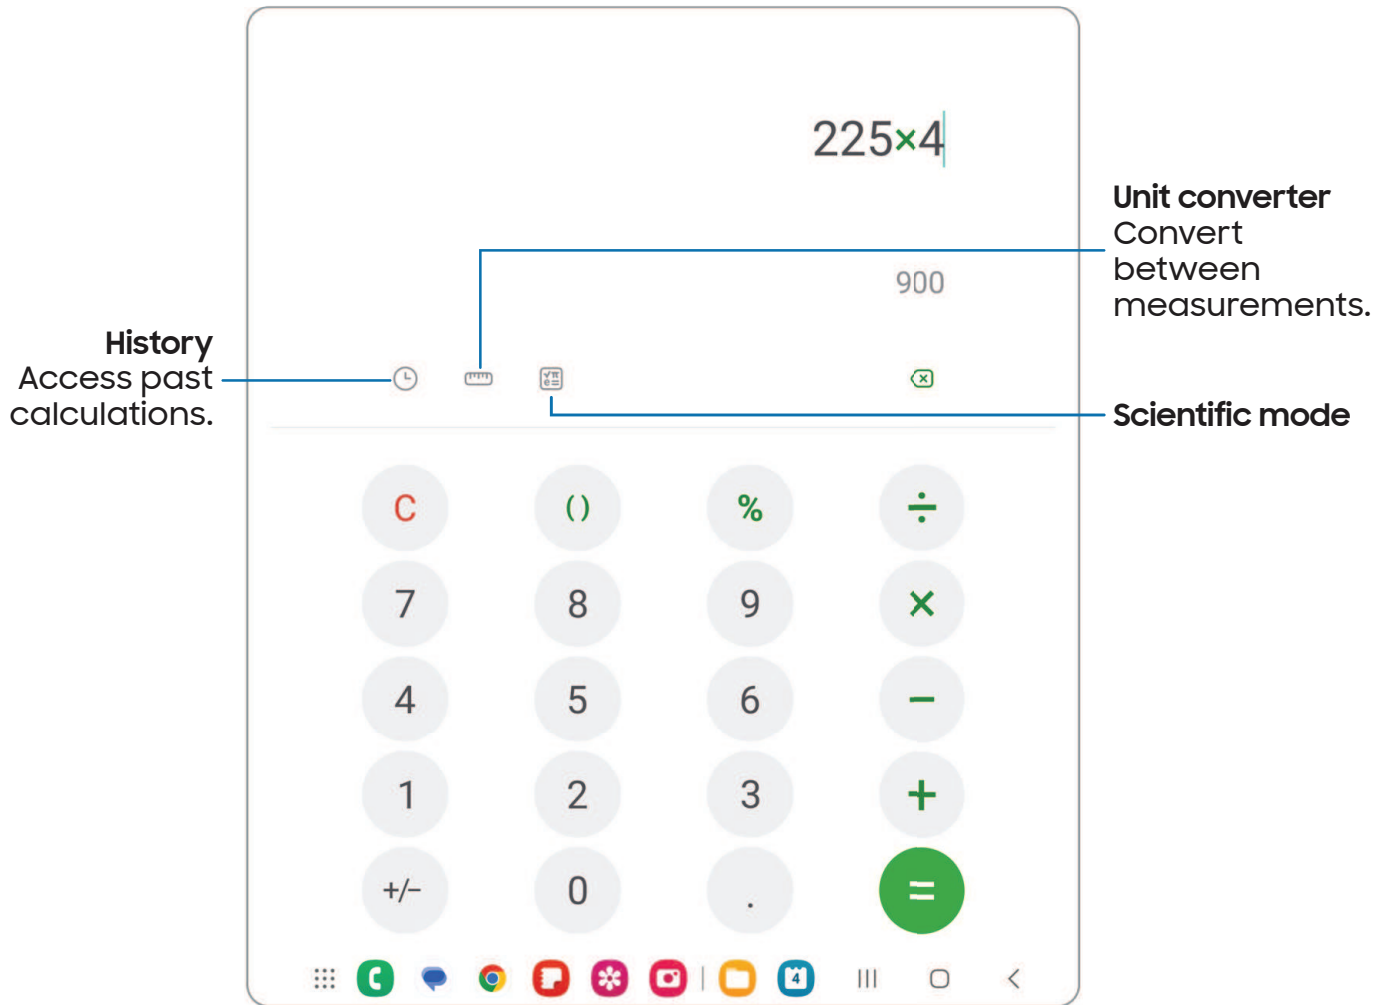 225×4
Unit converter
Convert
between
measurements.
900
History
Access past
calculations.
√π
e=
Scientific mode
C () % ÷
7 8 9 ×
4 5 6 −
1 2 3 +
+/− 0 . =
4